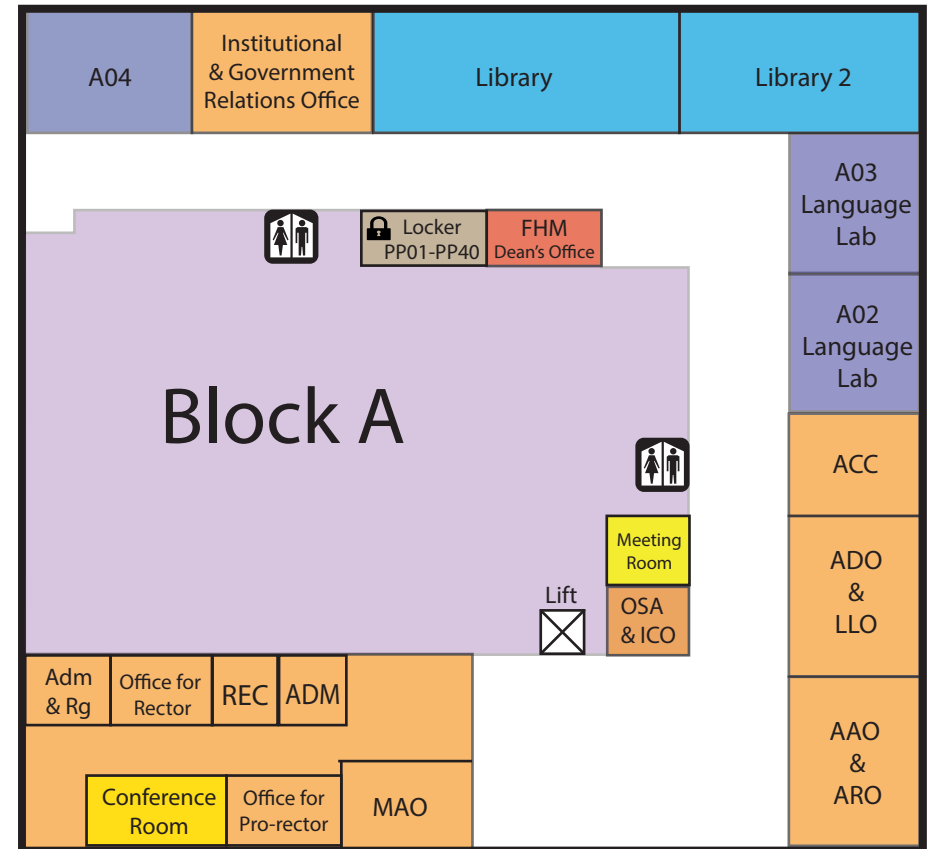 A04
Institutional
& Government
Relations Office
Library
Library 2
A03
Language
Lab
Locker
PP01-PP40
FHM
Dean's Office
A02
Language
Lab
Block A
ACC
Meeting
Room
ADO
&
LLO
Lift
OSA
& ICO
Adm
& Rg
Office for
Rector
REC
ADM
AAO
&
ARO
Conference
Room
Office for
Pro-rector
MAO